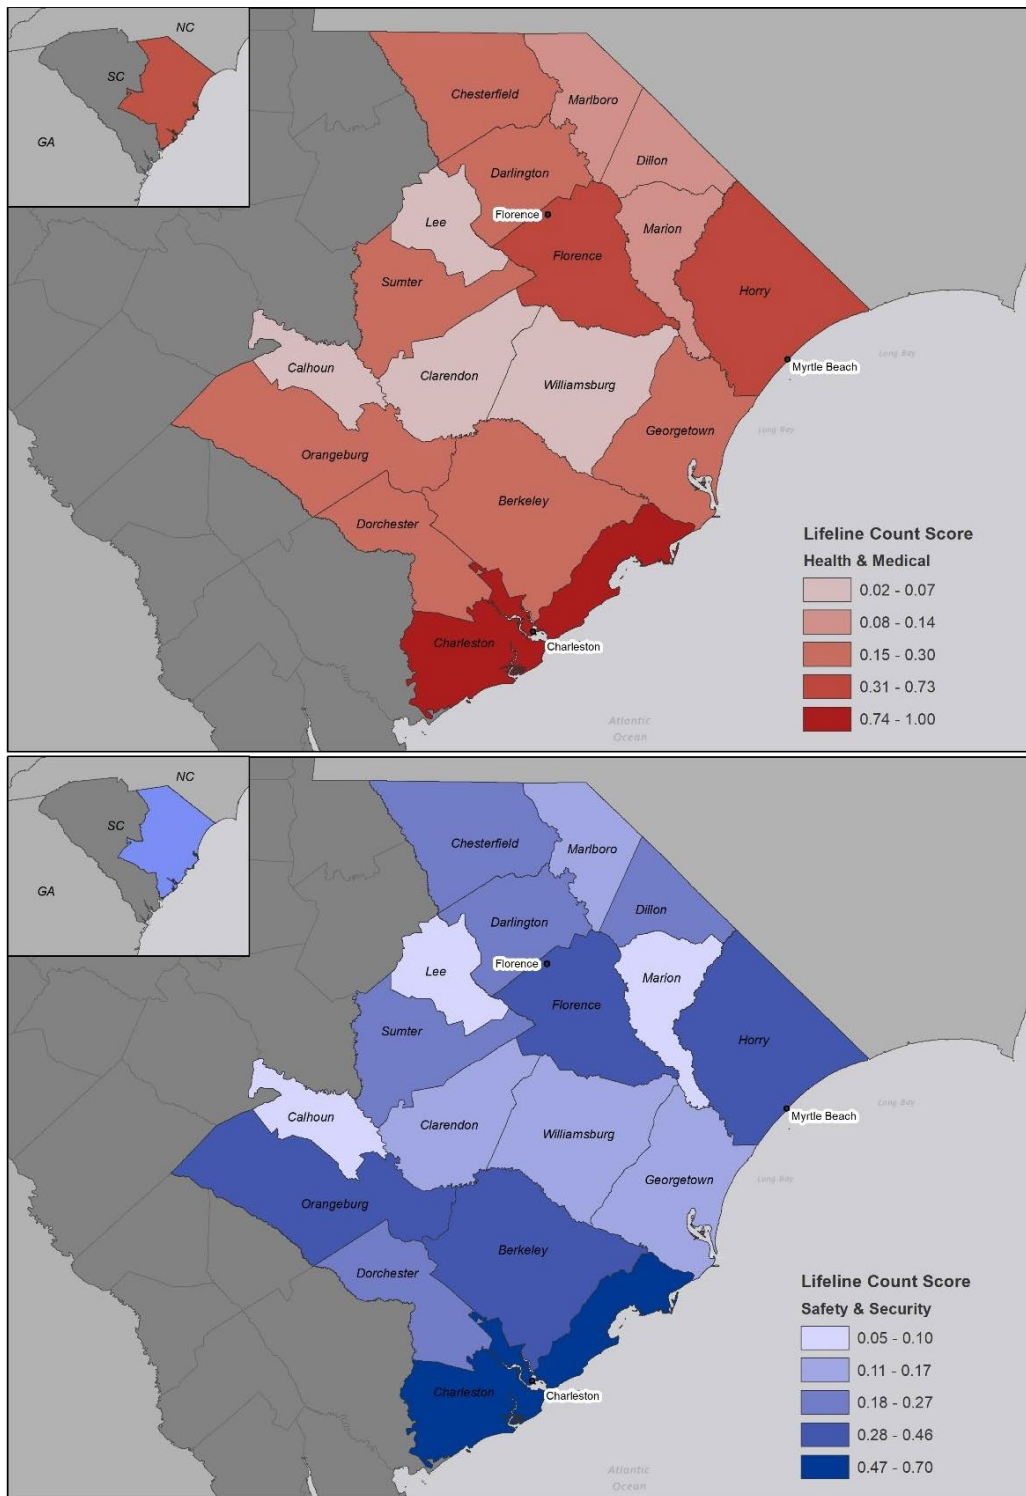 NC
SC
GA
Chesterfield
Marlboro
Dillon
Darlington
Lee
Florence
Marion
Florence
Sumter
Horry
Long Bay
Calhoun
Clarendon
Williamsburg
Myrtle Beach
Georgetown
Long Bay
Orangeburg
Berkeley
Dorchester
Charleston
Charleston
Atlantic
Ocean
Lifeline Count Score
Health & Medical
0.02 - 0.07
0.08 - 0.14
0.15 - 0.30
0.31 - 0.73
0.74 - 1.00
NC
SC
GA
Chesterfield
Marlboro
Dillon
Darlington
Lee
Florence
Marion
Florence
Sumter
Horry
Long Bay
Calhoun
Clarendon
Williamsburg
Myrtle Beach
Georgetown
Long Bay
Orangeburg
Berkeley
Dorchester
Charleston
Charleston
Atlantic
Ocean
Lifeline Count Score
Safety & Security
0.05 - 0.10
0.11 - 0.17
0.18 - 0.27
0.28 - 0.46
0.47 - 0.70